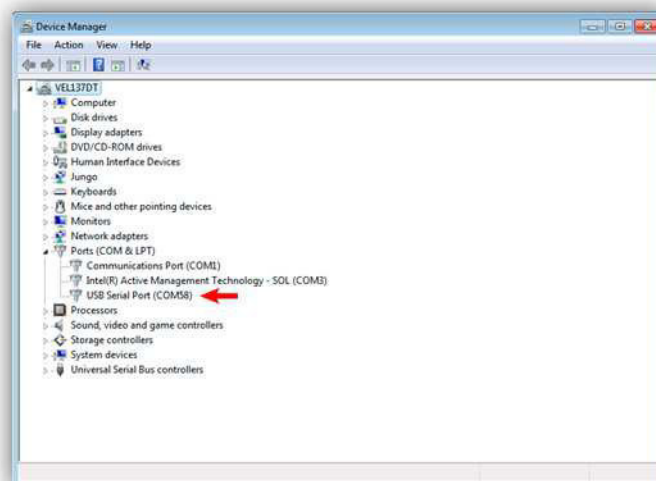 Device Manager
File Action View Help
VEL137DT
Computer
Disk drives
Display adapters
DVD/CD-ROM drives
Human Interface Devices
Jungo
Keyboards
Mice and other pointing devices
Monitors
Network adapters
Ports (COM & LPT)
Communications Port (COM1)
Intel(R) Active Management Technology - SOL (COM3)
USB Serial Port (COM58)
Processors
Sound, video and game controllers
Storage controllers
System devices
Universal Serial Bus controllers